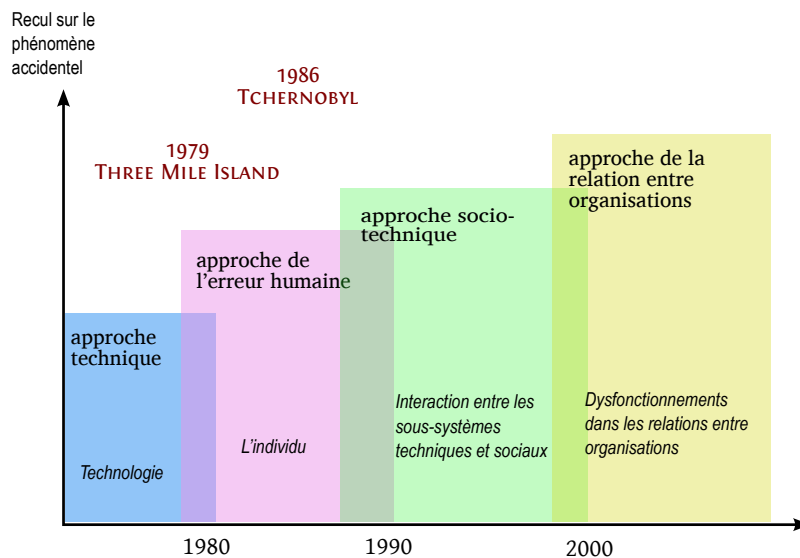 Recul sur le
phénomène
accidentel
1986
TCHERNOBYL
1979
THREE MILE ISLAND
approche de la
relation entre
organisations
approche socio-
technique
approche de
l'erreur humaine
approche
technique
Interaction entre les
sous-systèmes
techniques et sociaux
Dysfonctionnements
dans les relations entre
organisations
L'individu
Technologie
1980
1990
2000